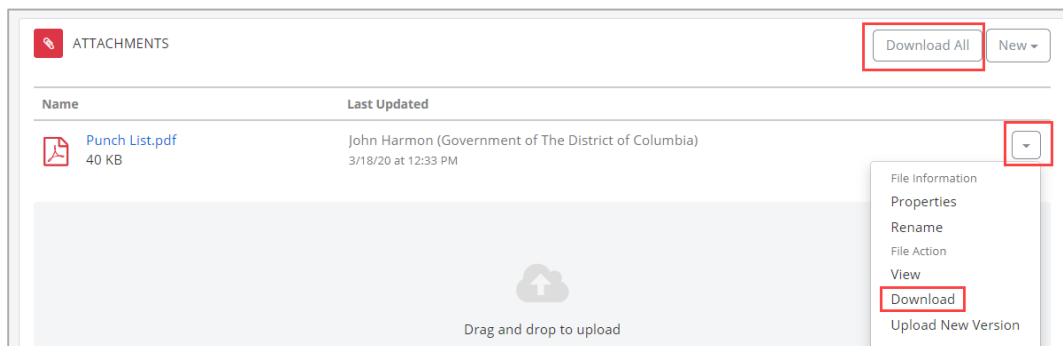 ATTACHMENTS
Download All
New
Name
Last Updated
Punch List.pdf
40 KB
John Harmon (Government of The District of Columbia)
3/18/20 at 12:33 PM
File Information
Properties
Rename
File Action
View
Download
Upload New Version
Drag and drop to upload